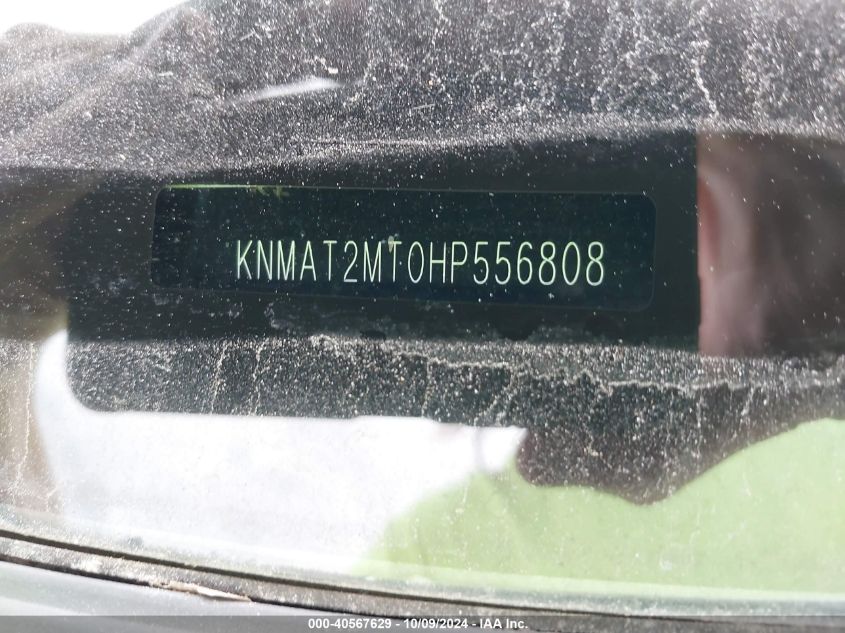 KNMAT2MT0HP556808
000-40567629 - 10/09/2024 - IAA Inc.